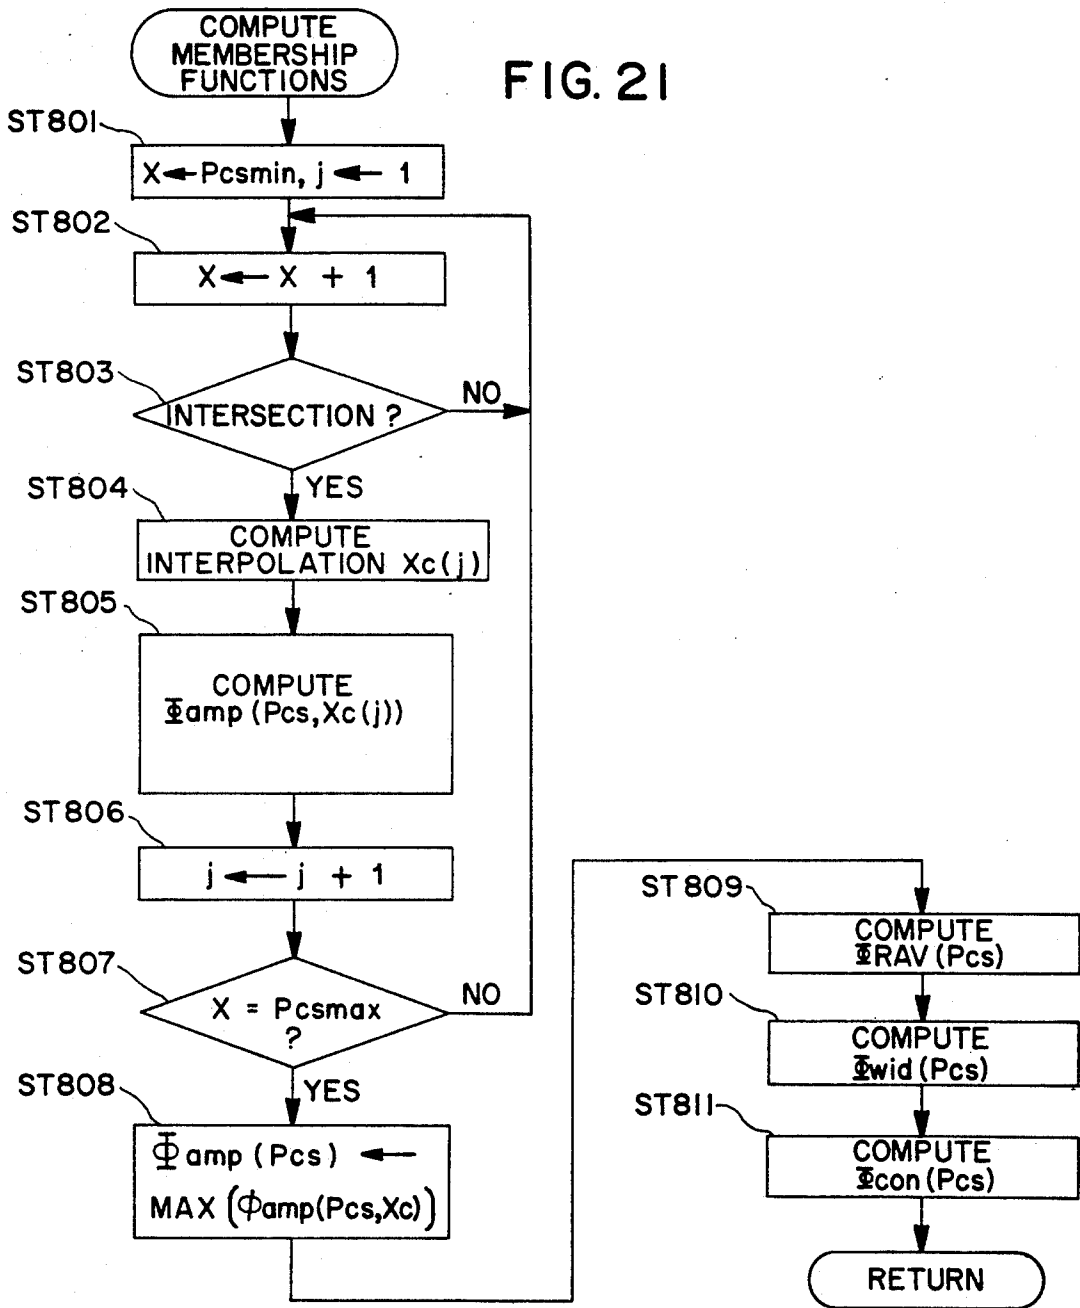 COMPUTE
MEMBERSHIP
FUNCTIONS
FIG. 21
ST801
X ← Pcsmin, j ← 1
ST802
X ← X + 1
ST803
INTERSECTION ?
NO
YES
ST804
COMPUTE
INTERPOLATION Xc(j)
ST805
COMPUTE
Φamp(Pcs,Xc(j))
ST806
j ← j + 1
ST807
X = Pcsmax
?
NO
YES
ST808
Φamp(Pcs) ←
MAX(ϕamp(Pcs,Xc))
ST809
COMPUTE
ΦRAV(Pcs)
ST810
COMPUTE
Φwid(Pcs)
ST811
COMPUTE
Φcon(Pcs)
RETURN